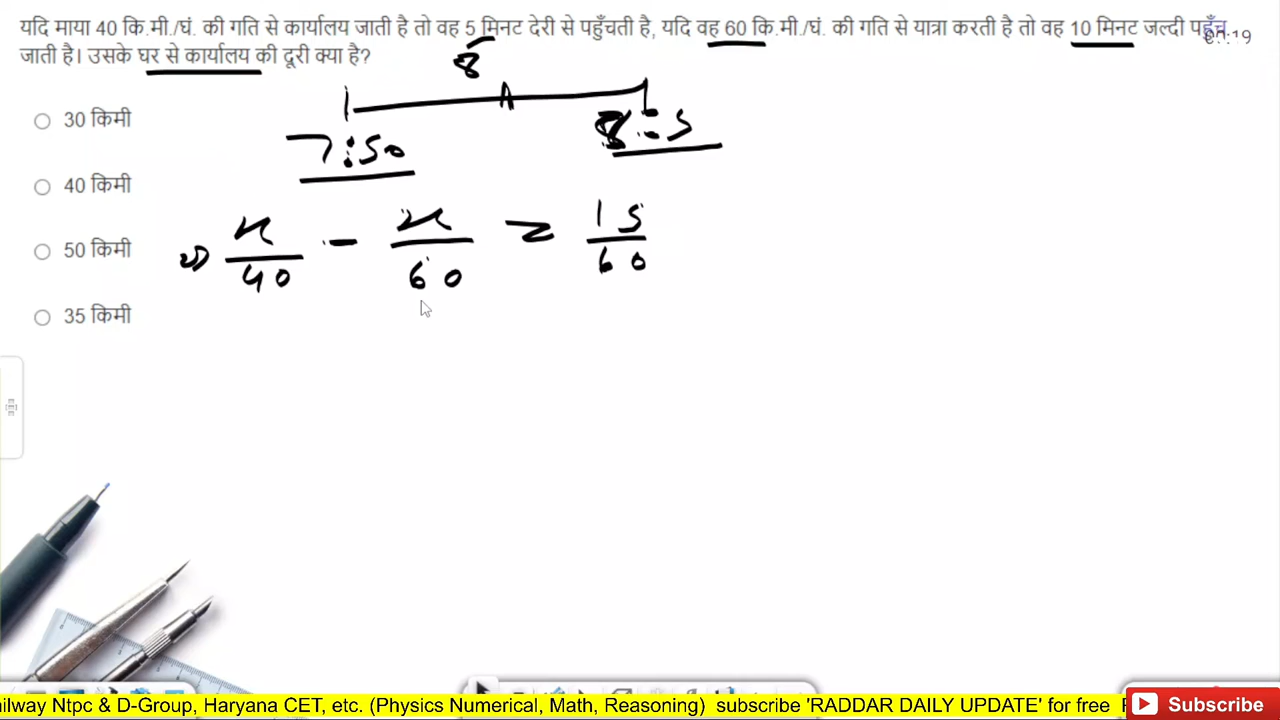 यदि माया 40 कि.मी./घं. की गति से कार्यालय जाती है तो वह 5 मिनट देरी से पहुँचती है, यदि वह 60 कि.मी./घं. की गति से यात्रा करती है तो वह 10 मिनट जल्दी पहुँच
जाती है। उसके घर से कार्यालय की दूरी क्या है?
8
30 किमी
7:50 8:5
40 किमी
x/40 - x/60 = 15/60
50 किमी
35 किमी
ilway Ntpc & D-Group, Haryana CET, etc. (Physics Numerical, Math, Reasoning) subscribe 'RADDAR DAILY UPDATE' for free
Subscribe